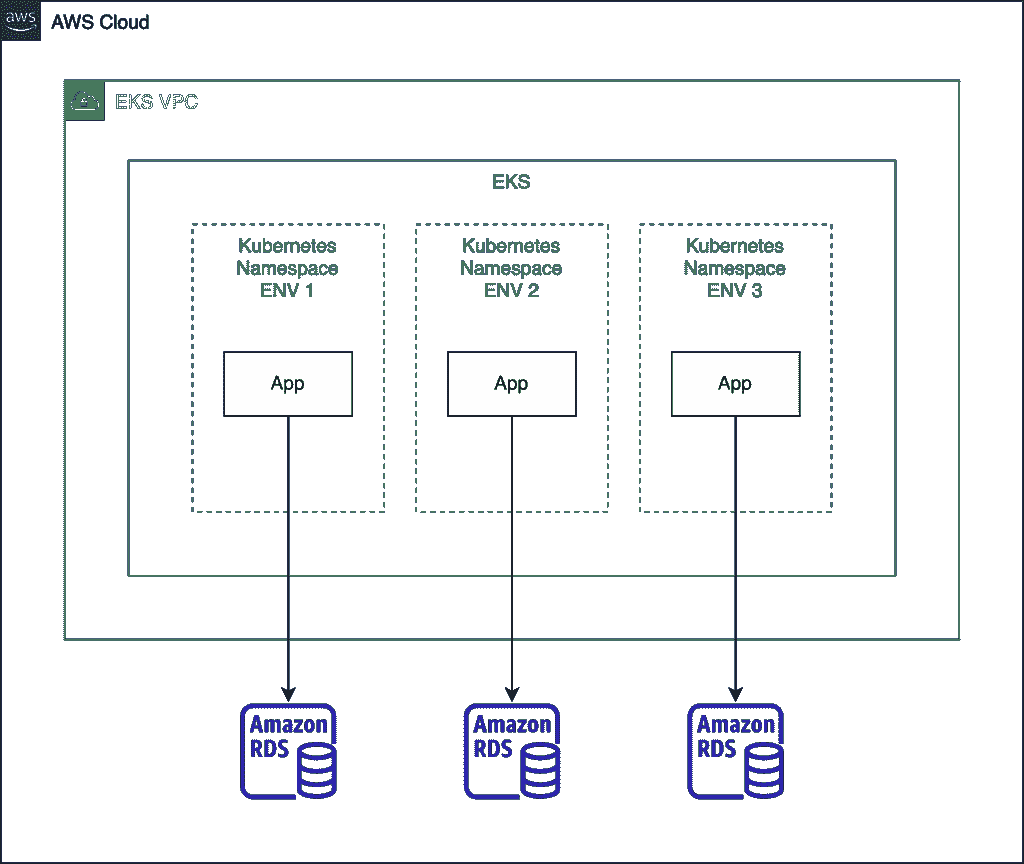 aws
AWS Cloud
EKS VPC
EKS
Kubernetes
Namespace
ENV 1
Kubernetes
Namespace
ENV 2
Kubernetes
Namespace
ENV 3
App
App
App
Amazon
RDS
Amazon
RDS
Amazon
RDS